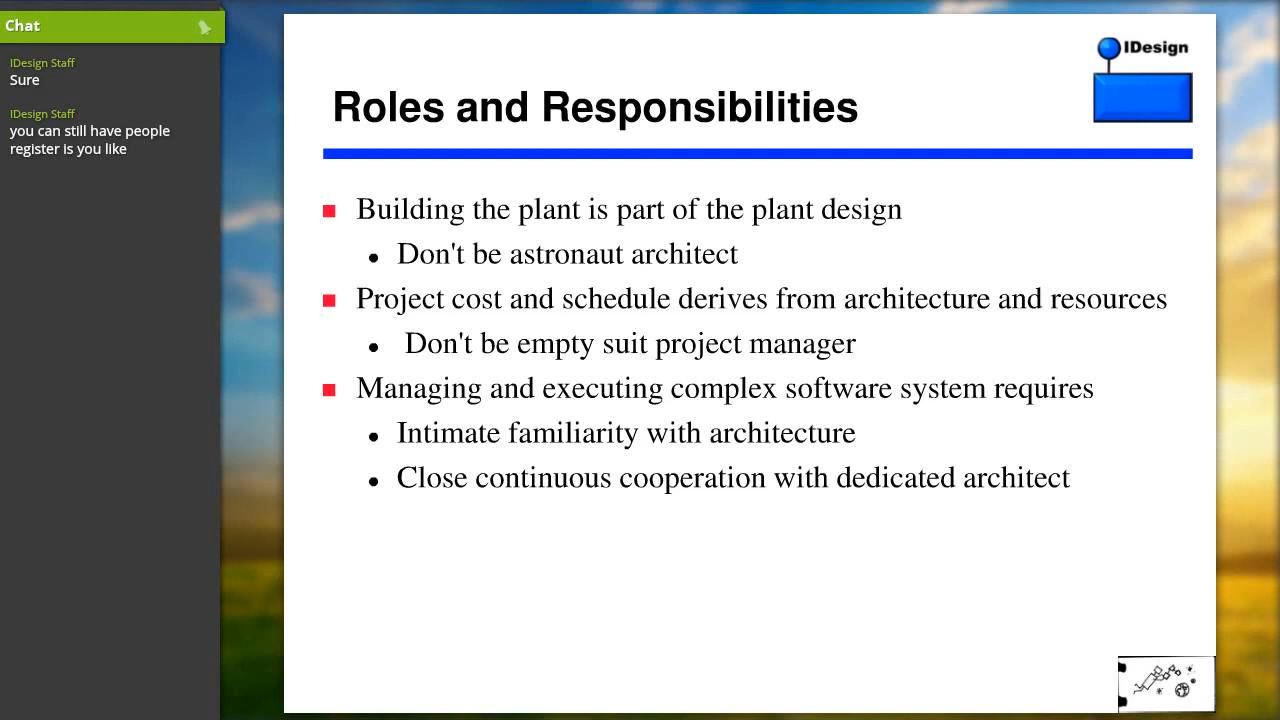 Chat
IDesign Staff
Sure
IDesign Staff
you can still have people
register is you like
IDesign
Roles and Responsibilities
Building the plant is part of the plant design
Don't be astronaut architect
Project cost and schedule derives from architecture and resources
Don't be empty suit project manager
Managing and executing complex software system requires
Intimate familiarity with architecture
Close continuous cooperation with dedicated architect